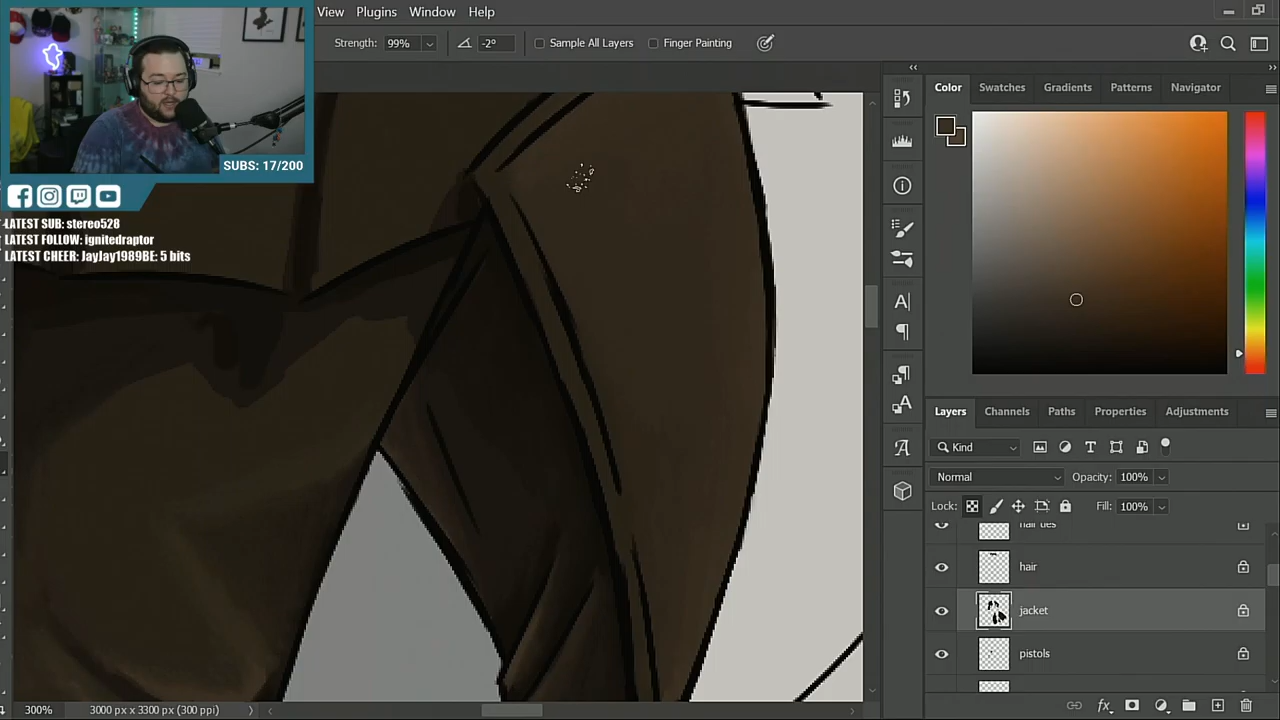 View Plugins Window Help
Strength: 99% -2° Sample All Layers Finger Painting
SUBS: 17/200
LATEST SUB: stereo528
LATEST FOLLOW: ignitedraptor
LATEST CHEER: JayJay1989BE: 5 bits
Color Swatches Gradients Patterns Navigator
Layers Channels Paths Properties Adjustments
Kind
Normal Opacity: 100%
Lock: Fill: 100%
hair ties
hair
jacket
pistols
300% 3000 px x 3300 px (300 ppi)